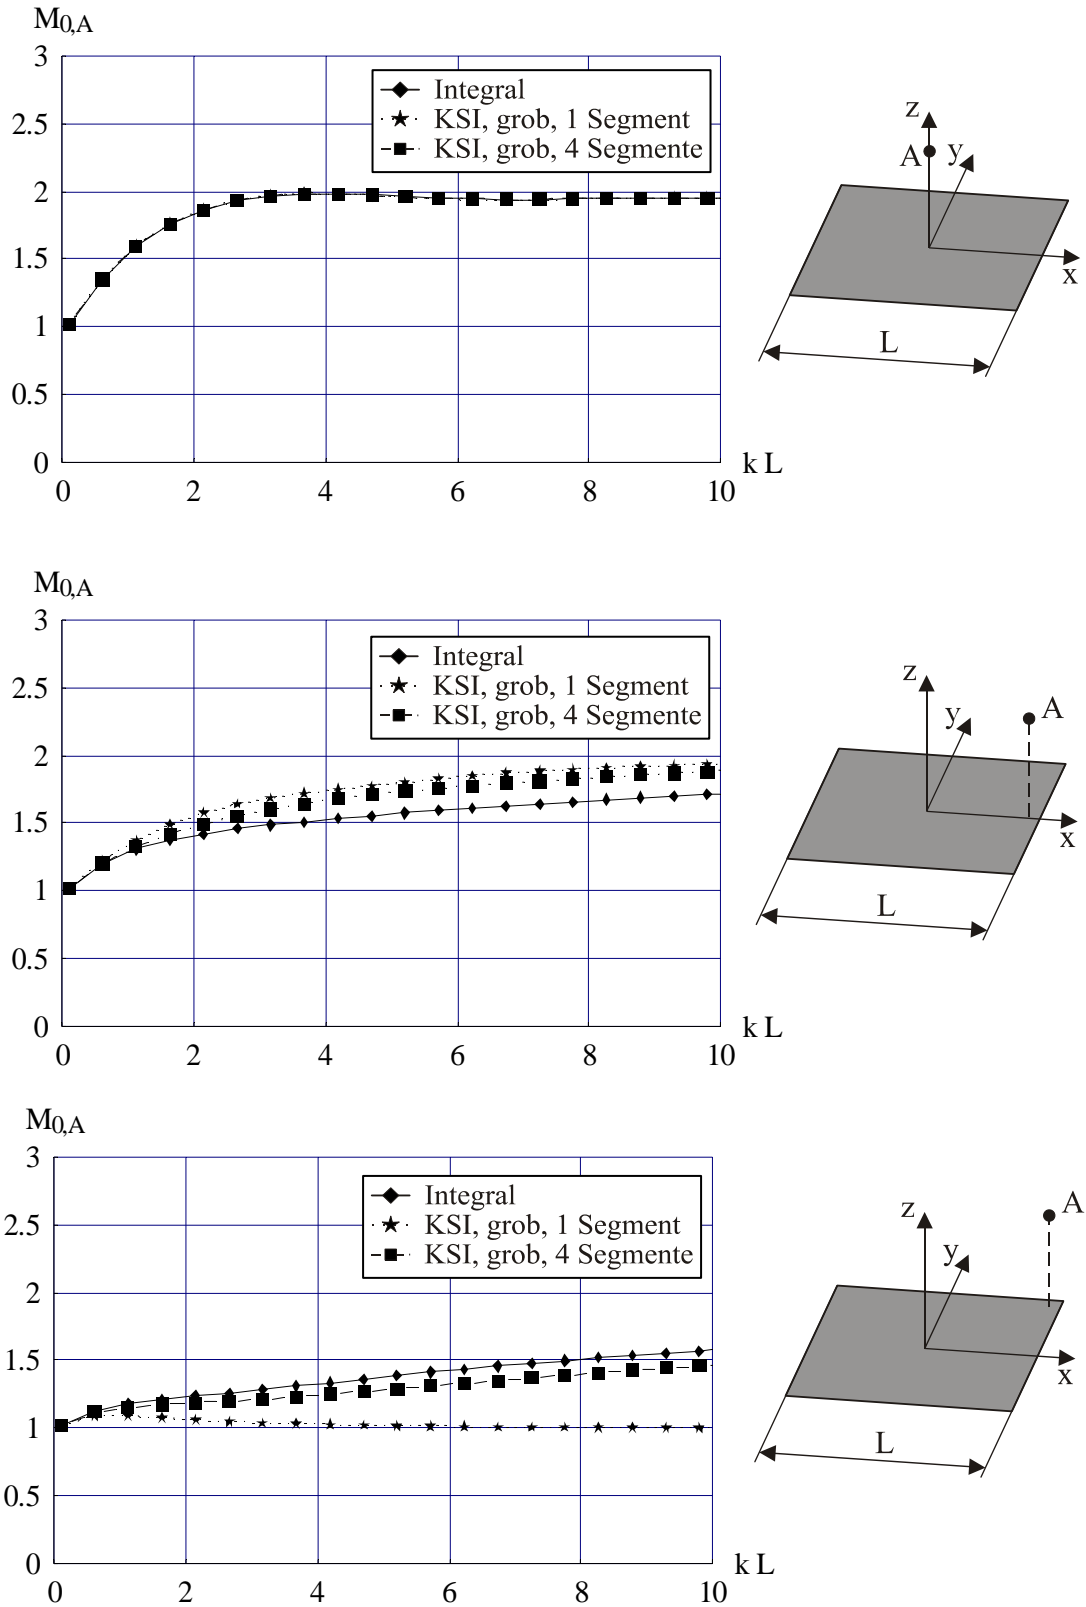 M0,A
3
2.5
2
1.5
1
0.5
0
0 2 4 6 8 10
k L
Integral
KSI, grob, 1 Segment
KSI, grob, 4 Segmente
z
A
y
x
L
M0,A
3
2.5
2
1.5
1
0.5
0
0 2 4 6 8 10
k L
Integral
KSI, grob, 1 Segment
KSI, grob, 4 Segmente
z
A
y
x
L
M0,A
3
2.5
2
1.5
1
0.5
0
0 2 4 6 8 10
k L
Integral
KSI, grob, 1 Segment
KSI, grob, 4 Segmente
z
A
y
x
L